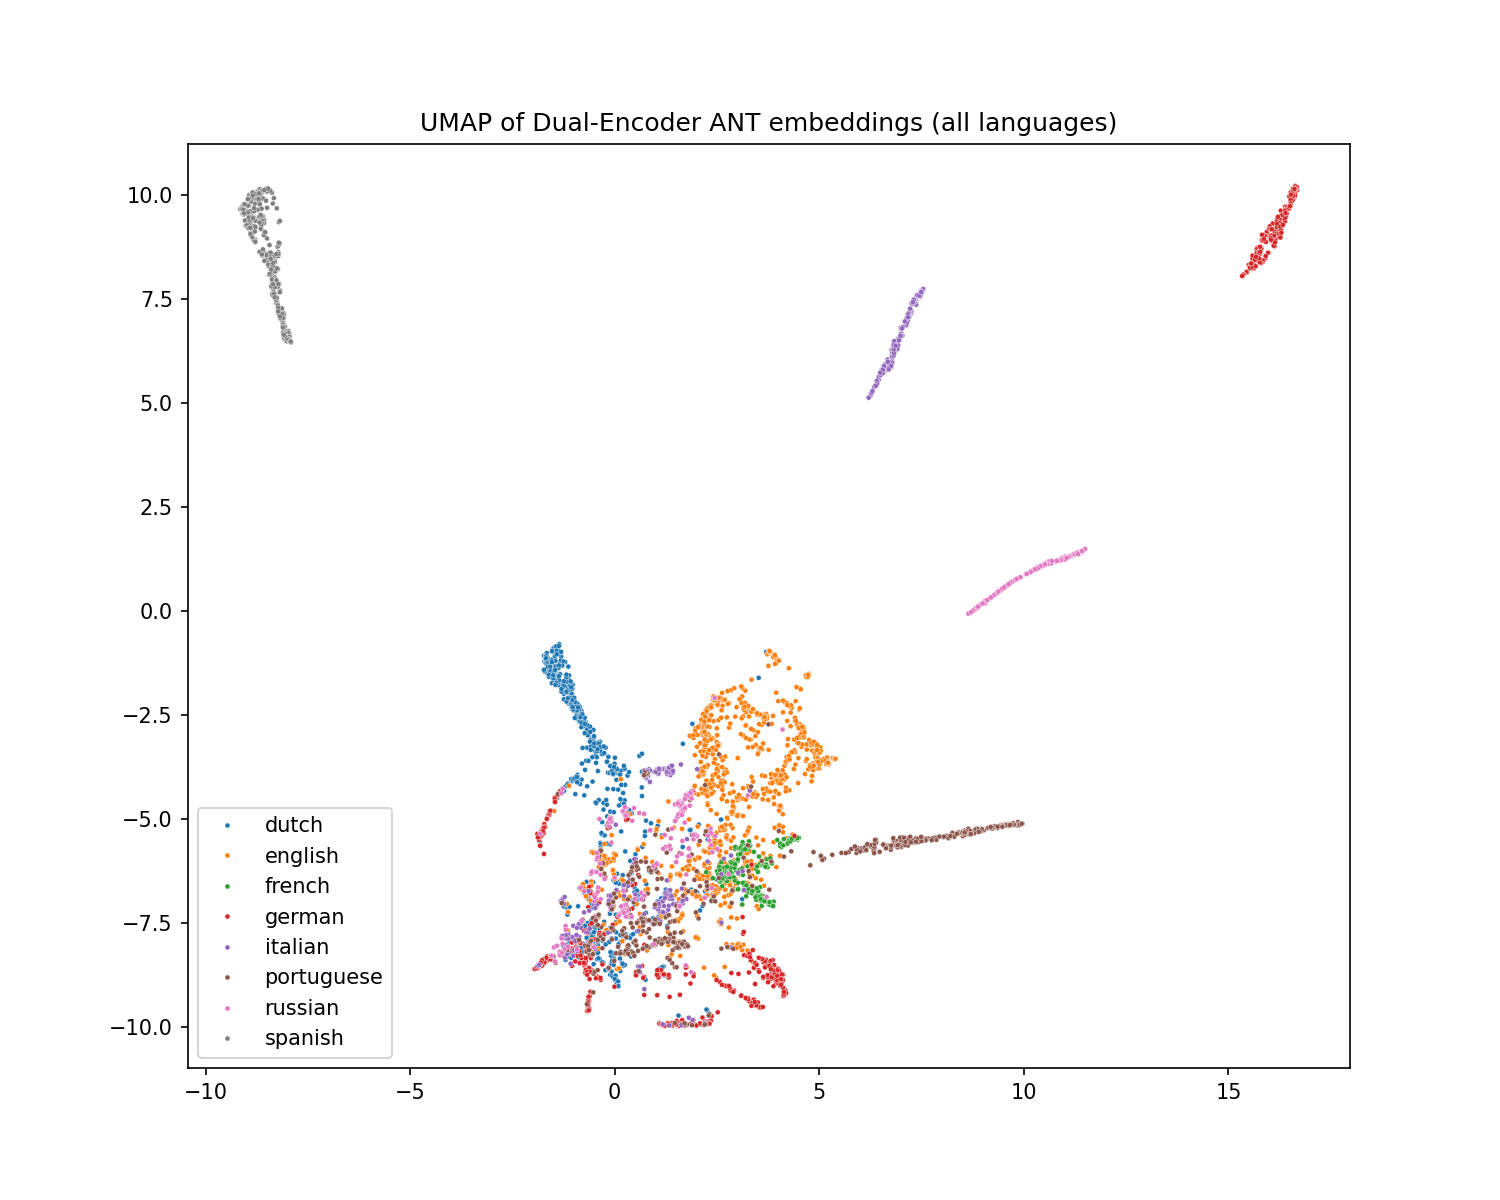 UMAP of Dual-Encoder ANT embeddings (all languages)
10.0
7.5
5.0
2.5
0.0
−2.5
−5.0
−7.5
−10.0
dutch
english
french
german
italian
portuguese
russian
spanish
−10 −5 0 5 10 15